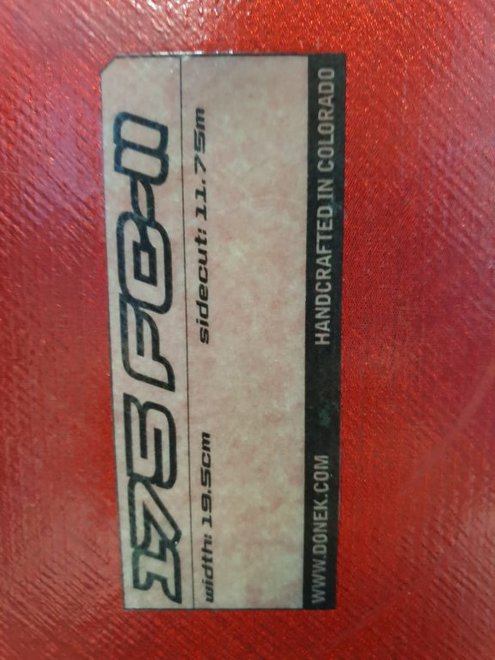 175 FC-II
width: 19.5cm sidecut: 11.75m
WWW.DONEK.COM HANDCRAFTED IN COLORADO